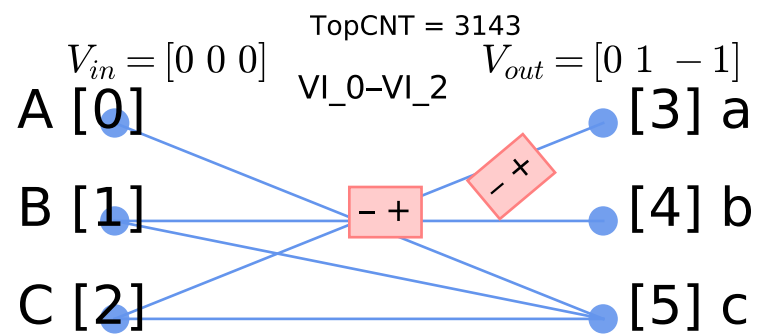 TopCNT = 3143
V_in = [0 0 0]
V_out = [0 1 −1]
VI_0–VI_2
A [0]
[3] a
− +
− +
B [1]
[4] b
C [2]
[5] c